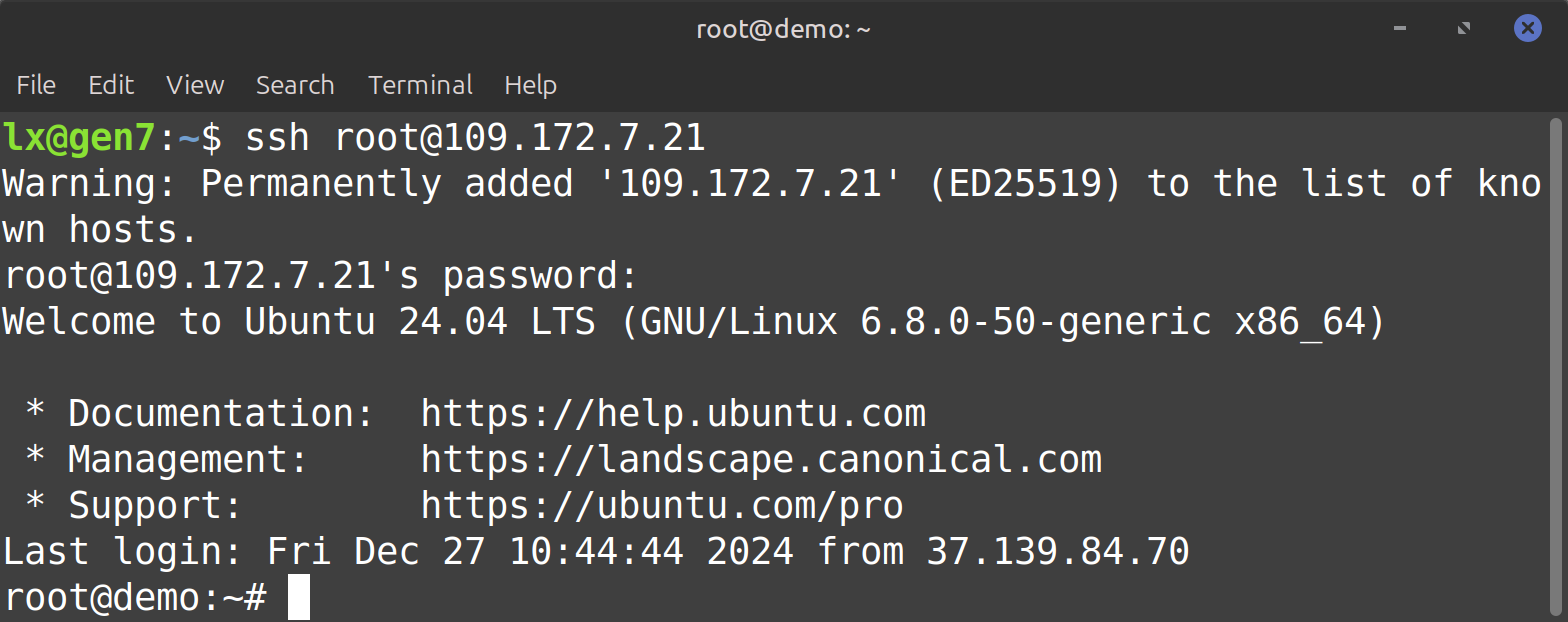 root@demo: ~
File Edit View Search Terminal Help
lx@gen7:~$ ssh root@109.172.7.21
Warning: Permanently added '109.172.7.21' (ED25519) to the list of kno
wn hosts.
root@109.172.7.21's password:
Welcome to Ubuntu 24.04 LTS (GNU/Linux 6.8.0-50-generic x86_64)

 * Documentation:  https://help.ubuntu.com
 * Management:     https://landscape.canonical.com
 * Support:        https://ubuntu.com/pro
Last login: Fri Dec 27 10:44:44 2024 from 37.139.84.70
root@demo:~#